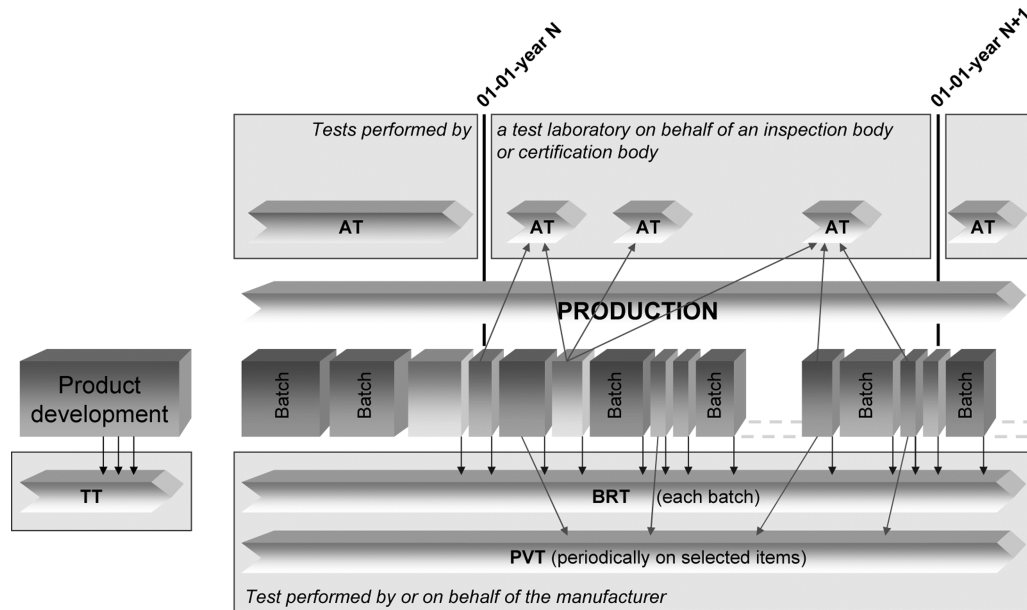 01-01-year N
01-01-year N+1
Tests performed by
a test laboratory on behalf of an inspection body
or certification body
AT
AT
AT
AT
AT
PRODUCTION
Product
development
Batch
Batch
Batch
Batch
Batch
Batch
TT
BRT (each batch)
PVT (periodically on selected items)
Test performed by or on behalf of the manufacturer